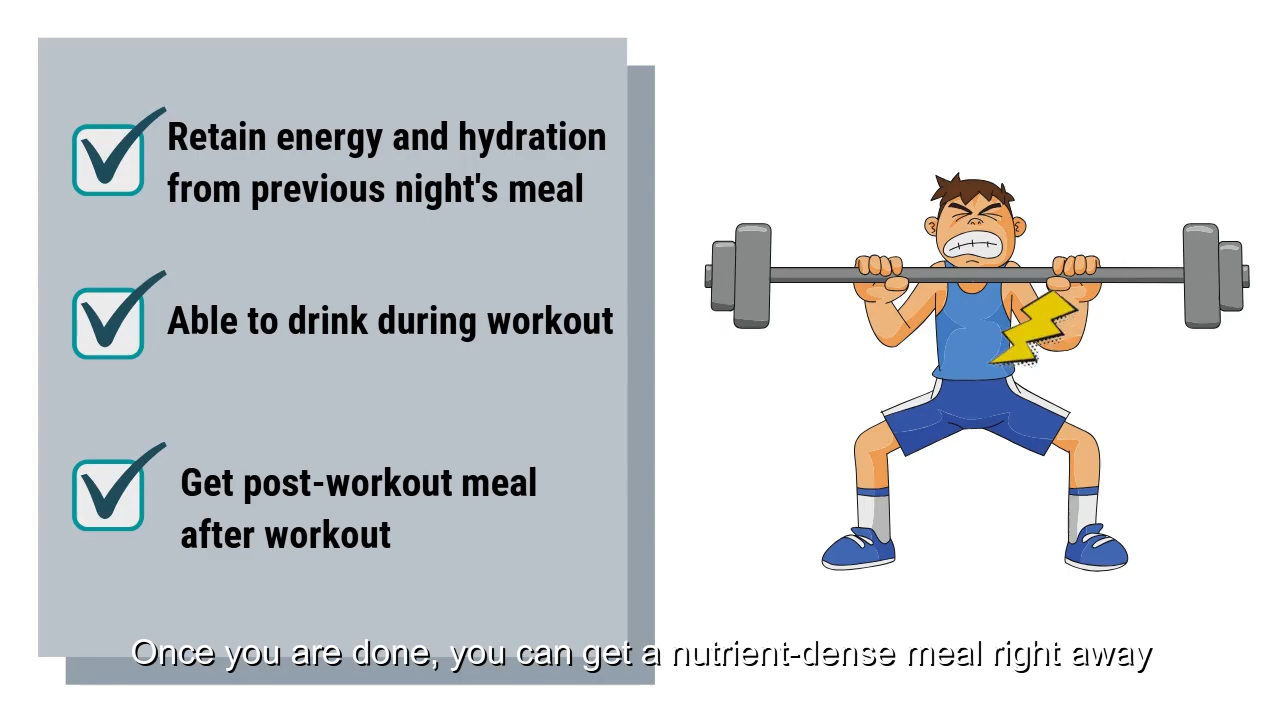 Retain energy and hydration
from previous night's meal
Able to drink during workout
Get post-workout meal
after workout
Once you are done, you can get a nutrient-dense meal right away